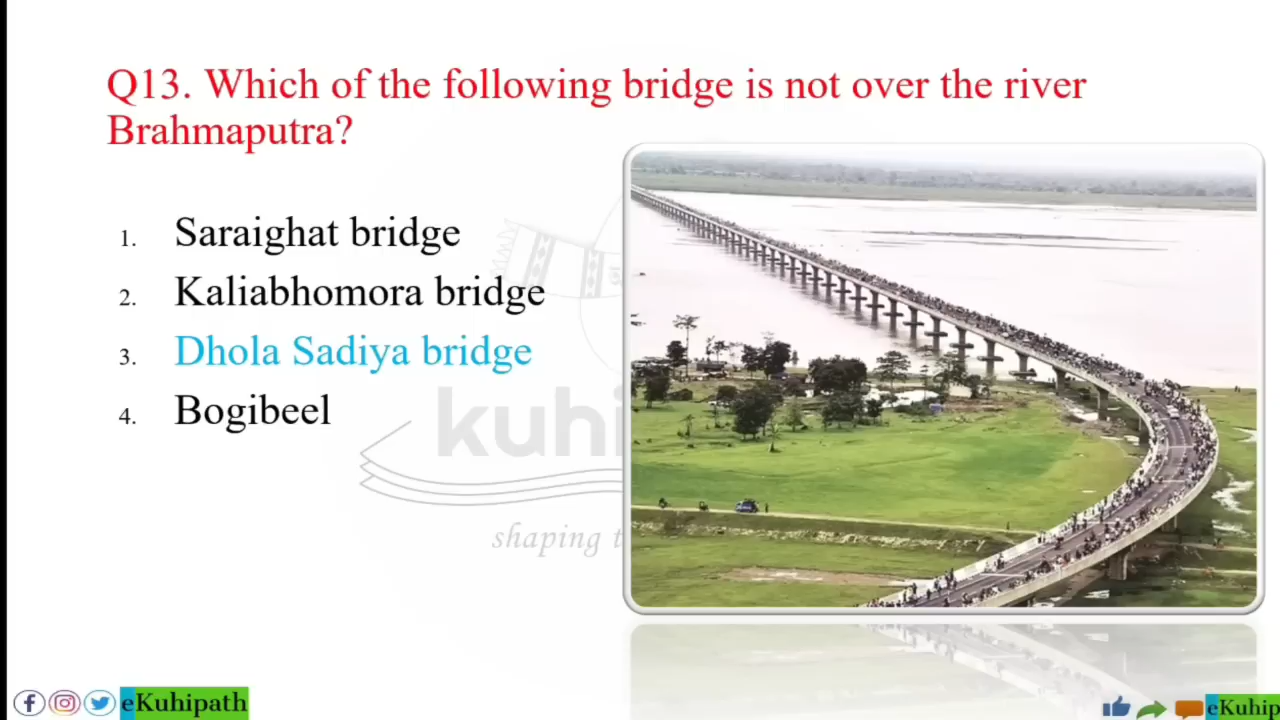 Q13. Which of the following bridge is not over the river
Brahmaputra?
1. Saraighat bridge
2. Kaliabhomora bridge
3. Dhola Sadiya bridge
4. Bogibeel
kuhi
shaping
eKuhipath
eKuhip